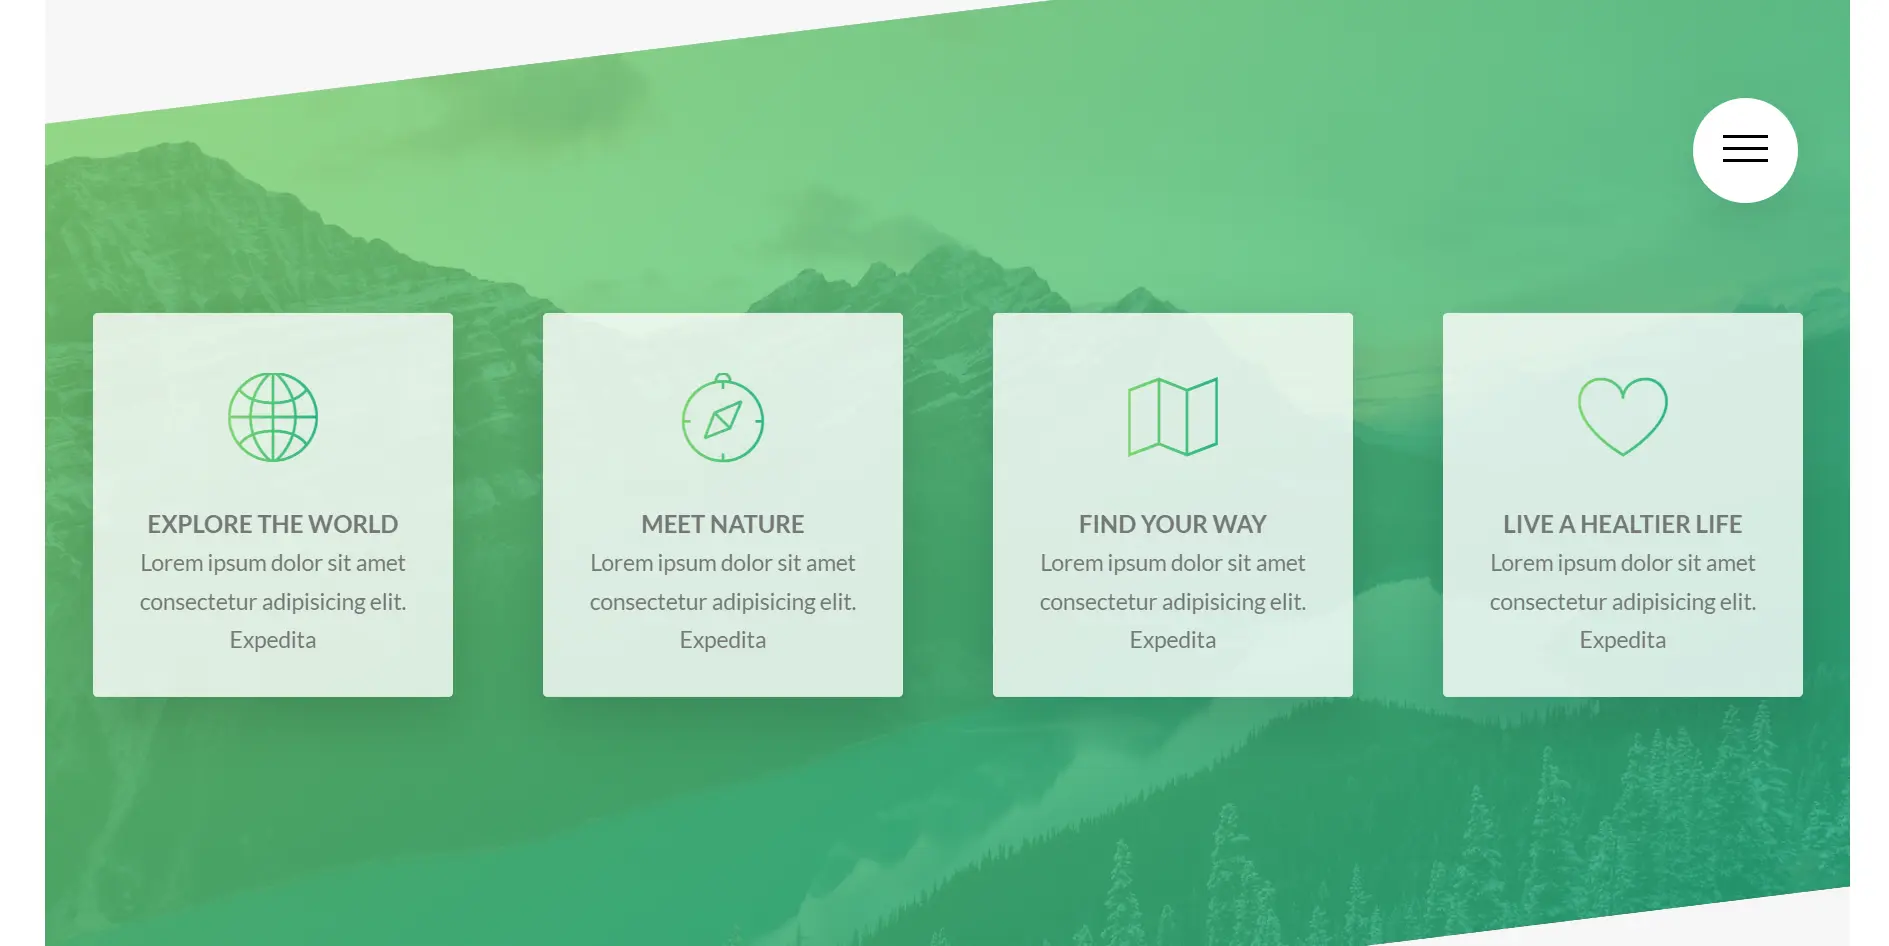 EXPLORE THE WORLD
Lorem ipsum dolor sit amet
consectetur adipisicing elit.
Expedita
MEET NATURE
Lorem ipsum dolor sit amet
consectetur adipisicing elit.
Expedita
FIND YOUR WAY
Lorem ipsum dolor sit amet
consectetur adipisicing elit.
Expedita
LIVE A HEALTIER LIFE
Lorem ipsum dolor sit amet
consectetur adipisicing elit.
Expedita